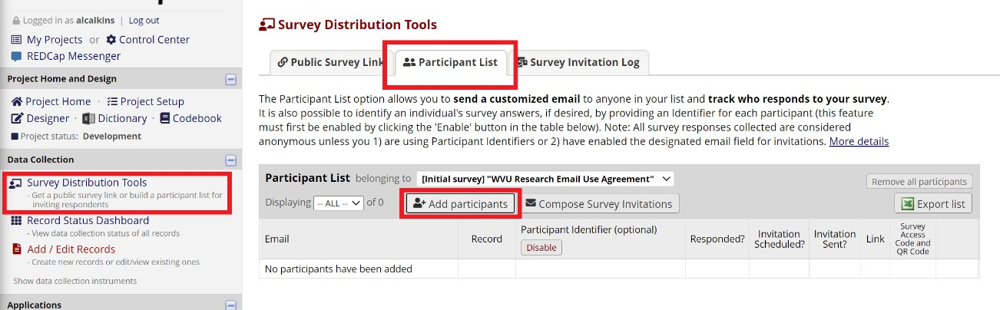 Logged in as alcalkins | Log out
My Projects or Control Center
REDCap Messenger
Project Home and Design
Project Home · Project Setup
Designer · Dictionary · Codebook
Project status: Development
Data Collection
Survey Distribution Tools
- Get a public survey link or build a participant list for
inviting respondents
Record Status Dashboard
- View data collection status of all records
Add / Edit Records
- Create new records or edit/view existing ones
Show data collection instruments
Applications
Survey Distribution Tools
Public Survey Link
Participant List
Survey Invitation Log
The Participant List option allows you to send a customized email to anyone in your list and track who responds to your survey.
It is also possible to identify an individual's survey answers, if desired, by providing an Identifier for each participant (this feature
must first be enabled by clicking the 'Enable' button in the table below). Note: All survey responses collected are considered
anonymous unless you 1) are using Participant Identifiers or 2) have enabled the designated email field for invitations. More details
Participant List belonging to [Initial survey] "WVU Research Email Use Agreement"
Remove all participants
Displaying -- ALL -- of 0
Add participants
Compose Survey Invitations
Export list
Email
Record
Participant Identifier (optional)
Disable
Responded?
Invitation
Scheduled?
Invitation
Sent?
Link
Survey
Access
Code and
QR Code
No participants have been added